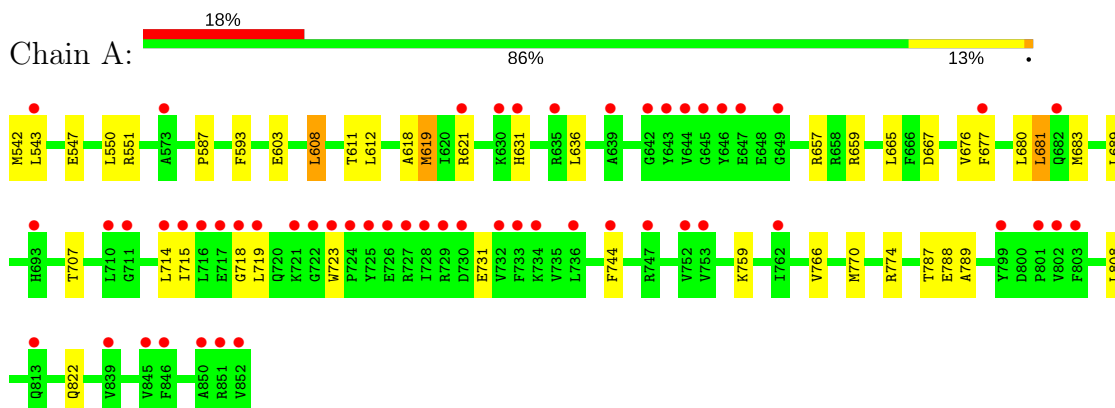 18%
Chain A:
86% 13% •
M542 L543 E547 L550 R551 A573 P587 F593 E603 L608 T611 L612 A618 M619 I620 R621 K630 H631 R635 L636 A639 G642 Y643 V644 G645 Y646 E647 E648 G649 R657 R658 R659 L665 F666 D667 V676 F677 L680 L681 Q682 M683 L689
H693 T707 L710 G711 L714 I715 L716 E717 G718 L719 Q720 K721 G722 W723 P724 Y725 E726 R727 I728 R729 D730 E731 V732 F733 K734 V735 L736 F744 R747 V752 V753 K759 I762 V766 M770 R774 T787 E788 A789 Y799 D800 P801 V802 F803 L808
Q813 Q822 V839 V845 F846 A850 R851 V852